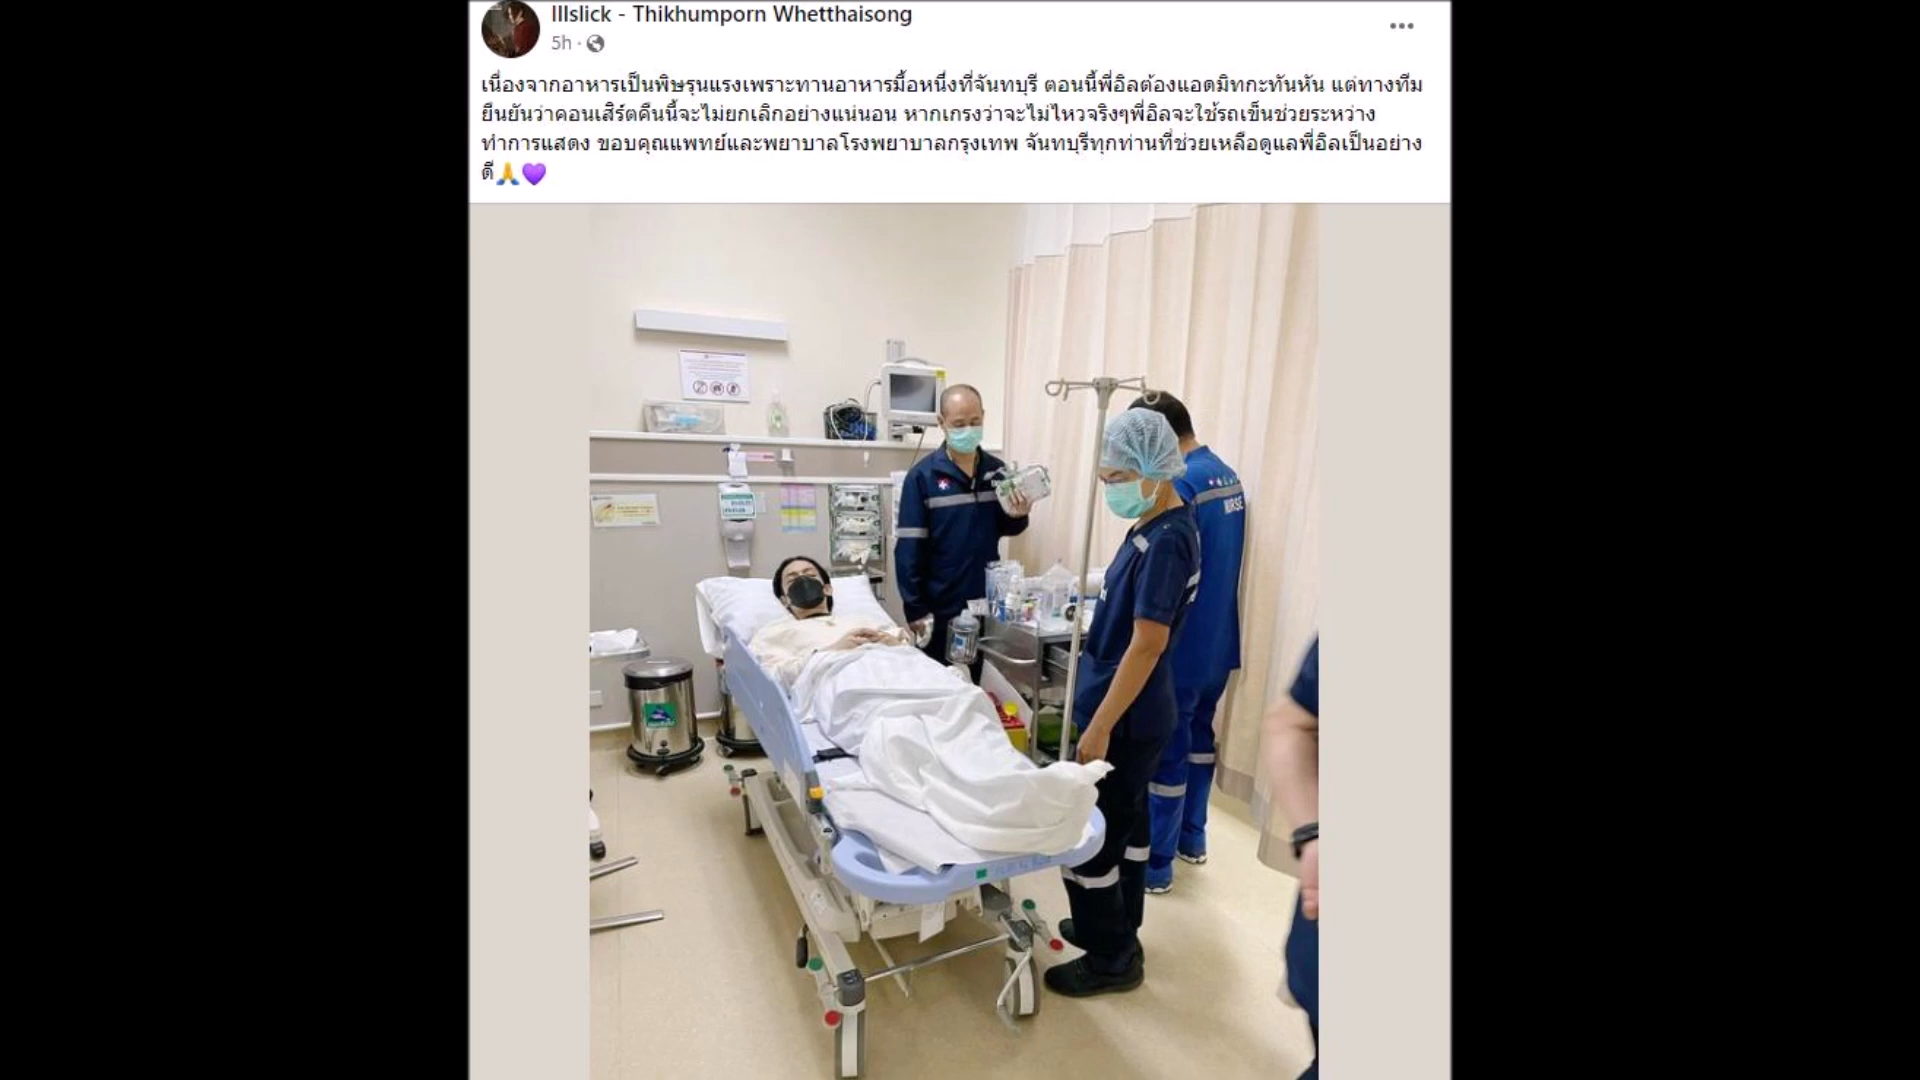 Illslick - Thikhumporn Whetthaisong
5h ·
เนื่องจากอาหารเป็นพิษรุนแรงเพราะทานอาหารมื้อหนึ่งที่จันทบุรี ตอนนี้พี่อิลต้องแอดมิทกะทันหัน แต่ทางทีม
ยืนยันว่าคอนเสิร์ตคืนนี้จะไม่ยกเลิกอย่างแน่นอน หากเกรงว่าจะไม่ไหวจริงๆพี่อิลจะใช้รถเข็นช่วยระหว่าง
ทำการแสดง ขอบคุณแพทย์และพยาบาลโรงพยาบาลกรุงเทพ จันทบุรีทุกท่านที่ช่วยเหลือดูแลพี่อิลเป็นอย่าง
ดี🙏💜
NURSE